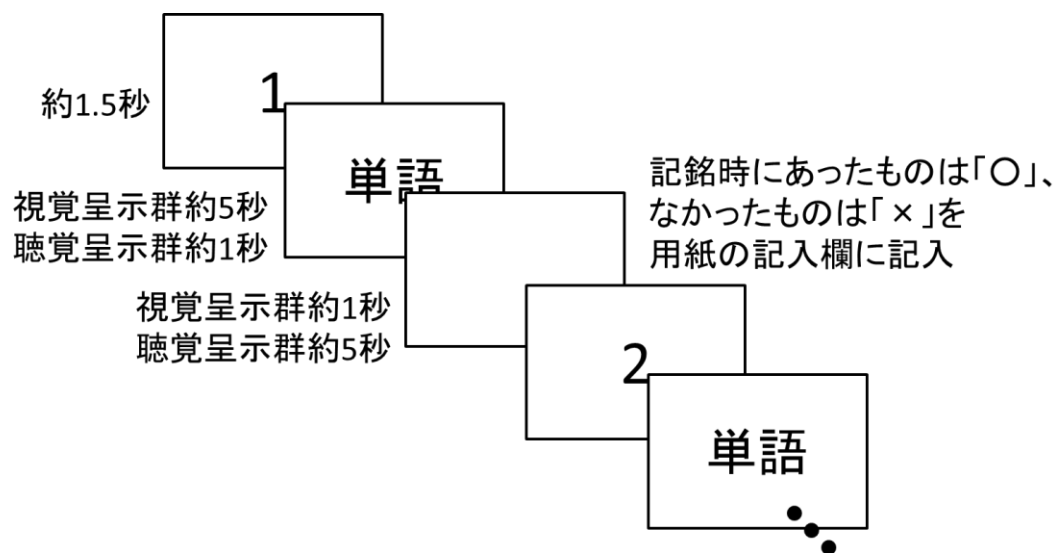 1
約1.5秒
単語
視覚呈示群約5秒
聴覚呈示群約1秒
記銘時にあったものは「○」、
なかったものは「×」を
用紙の記入欄に記入
視覚呈示群約1秒
聴覚呈示群約5秒
2
単語